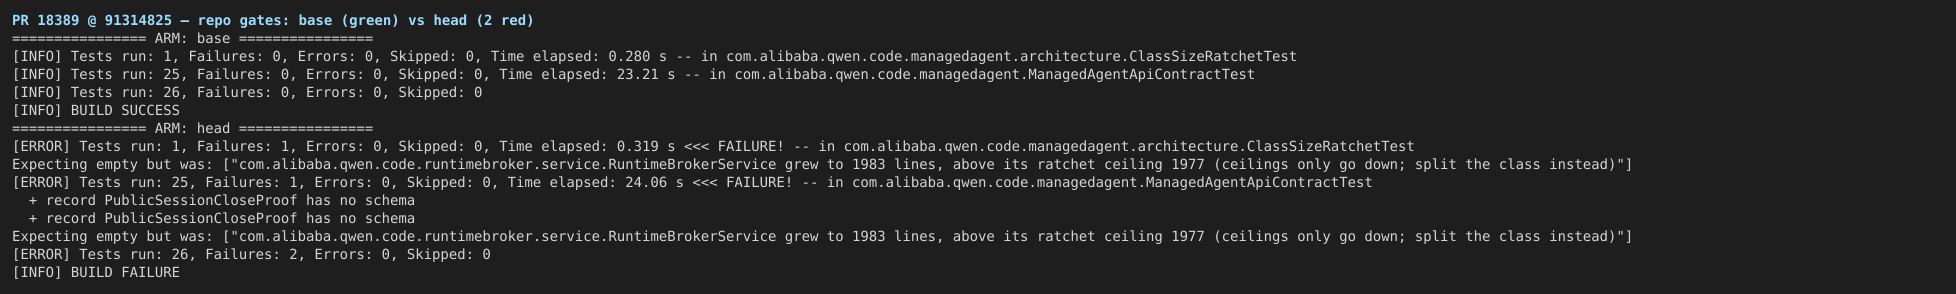 PR 18389 @ 91314825 — repo gates: base (green) vs head (2 red)
================ ARM: base ================
[INFO] Tests run: 1, Failures: 0, Errors: 0, Skipped: 0, Time elapsed: 0.280 s -- in com.alibaba.qwen.code.managedagent.architecture.ClassSizeRatchetTest
[INFO] Tests run: 25, Failures: 0, Errors: 0, Skipped: 0, Time elapsed: 23.21 s -- in com.alibaba.qwen.code.managedagent.ManagedAgentApiContractTest
[INFO] Tests run: 26, Failures: 0, Errors: 0, Skipped: 0
[INFO] BUILD SUCCESS
================ ARM: head ================
[ERROR] Tests run: 1, Failures: 1, Errors: 0, Skipped: 0, Time elapsed: 0.319 s <<< FAILURE! -- in com.alibaba.qwen.code.managedagent.architecture.ClassSizeRatchetTest
Expecting empty but was: ["com.alibaba.qwen.code.runtimebroker.service.RuntimeBrokerService grew to 1983 lines, above its ratchet ceiling 1977 (ceilings only go down; split the class instead)"]
[ERROR] Tests run: 25, Failures: 1, Errors: 0, Skipped: 0, Time elapsed: 24.06 s <<< FAILURE! -- in com.alibaba.qwen.code.managedagent.ManagedAgentApiContractTest
  + record PublicSessionCloseProof has no schema
  + record PublicSessionCloseProof has no schema
Expecting empty but was: ["com.alibaba.qwen.code.runtimebroker.service.RuntimeBrokerService grew to 1983 lines, above its ratchet ceiling 1977 (ceilings only go down; split the class instead)"]
[ERROR] Tests run: 26, Failures: 2, Errors: 0, Skipped: 0
[INFO] BUILD FAILURE